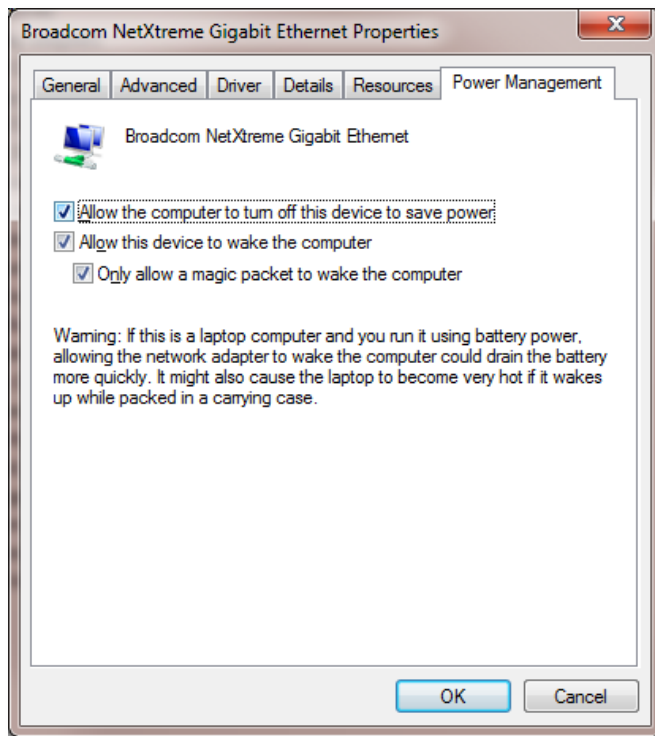 Broadcom NetXtreme Gigabit Ethernet Properties
General Advanced Driver Details Resources Power Management
Broadcom NetXtreme Gigabit Ethernet
Allow the computer to turn off this device to save power
Allow this device to wake the computer
Only allow a magic packet to wake the computer
Warning: If this is a laptop computer and you run it using battery power,
allowing the network adapter to wake the computer could drain the battery
more quickly. It might also cause the laptop to become very hot if it wakes
up while packed in a carrying case.
OK Cancel